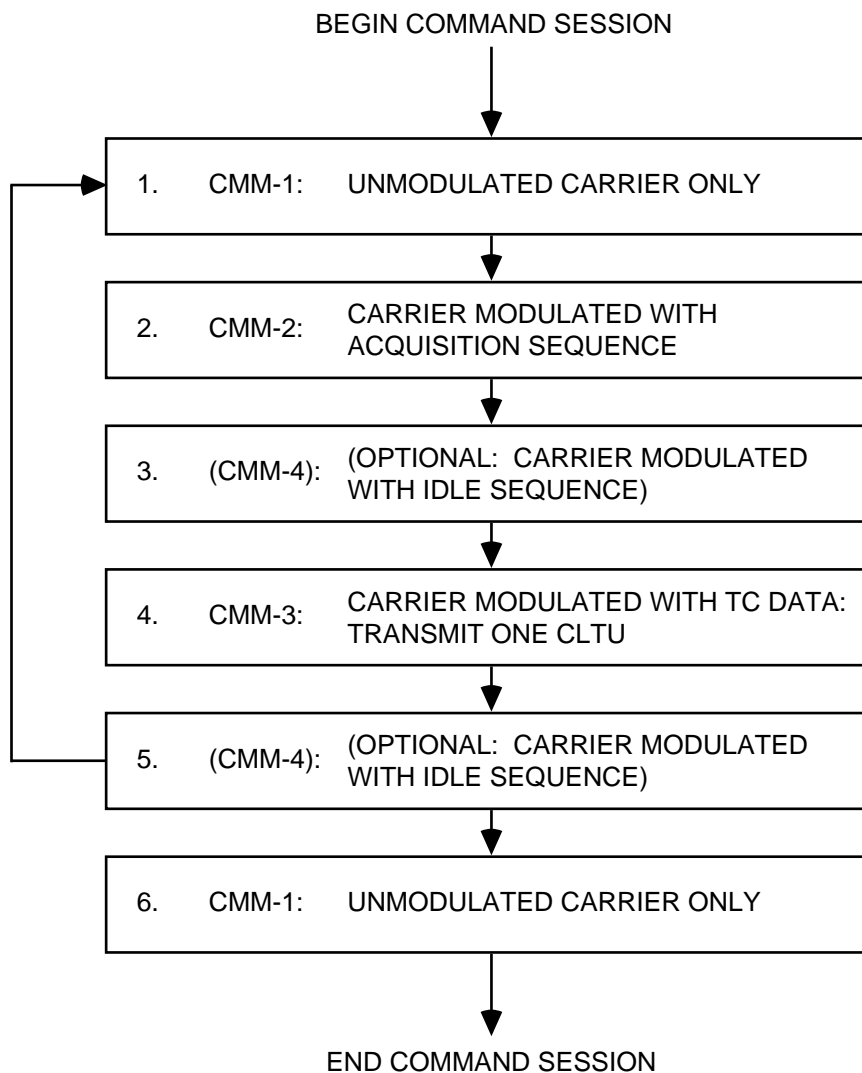 BEGIN COMMAND SESSION
1. CMM-1: UNMODULATED CARRIER ONLY
2. CMM-2: CARRIER MODULATED WITH
ACQUISITION SEQUENCE
3. (CMM-4): (OPTIONAL: CARRIER MODULATED
WITH IDLE SEQUENCE)
4. CMM-3: CARRIER MODULATED WITH TC DATA:
TRANSMIT ONE CLTU
5. (CMM-4): (OPTIONAL: CARRIER MODULATED
WITH IDLE SEQUENCE)
6. CMM-1: UNMODULATED CARRIER ONLY
END COMMAND SESSION